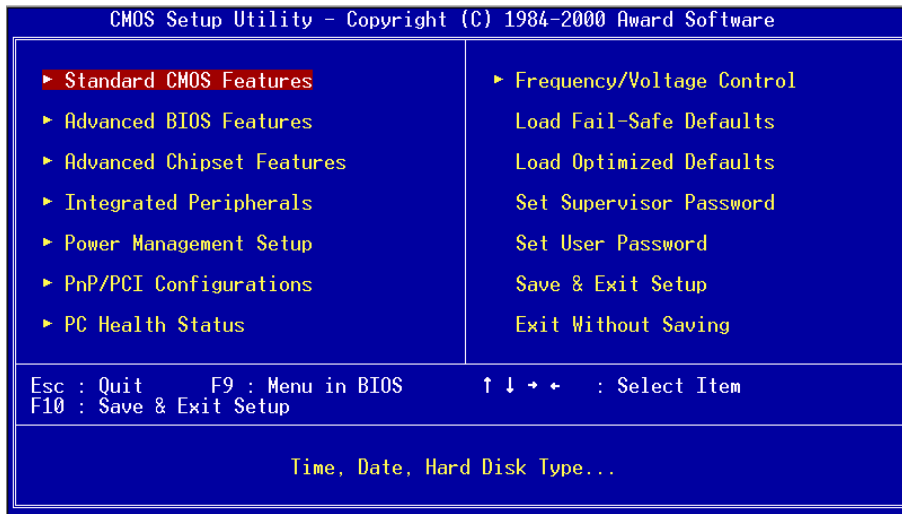 CMOS Setup Utility - Copyright (C) 1984-2000 Award Software
► Standard CMOS Features
► Advanced BIOS Features
► Advanced Chipset Features
► Integrated Peripherals
► Power Management Setup
► PnP/PCI Configurations
► PC Health Status
► Frequency/Voltage Control
Load Fail-Safe Defaults
Load Optimized Defaults
Set Supervisor Password
Set User Password
Save & Exit Setup
Exit Without Saving
Esc : Quit F9 : Menu in BIOS ↑ ↓ → ← : Select Item
F10 : Save & Exit Setup
Time, Date, Hard Disk Type...